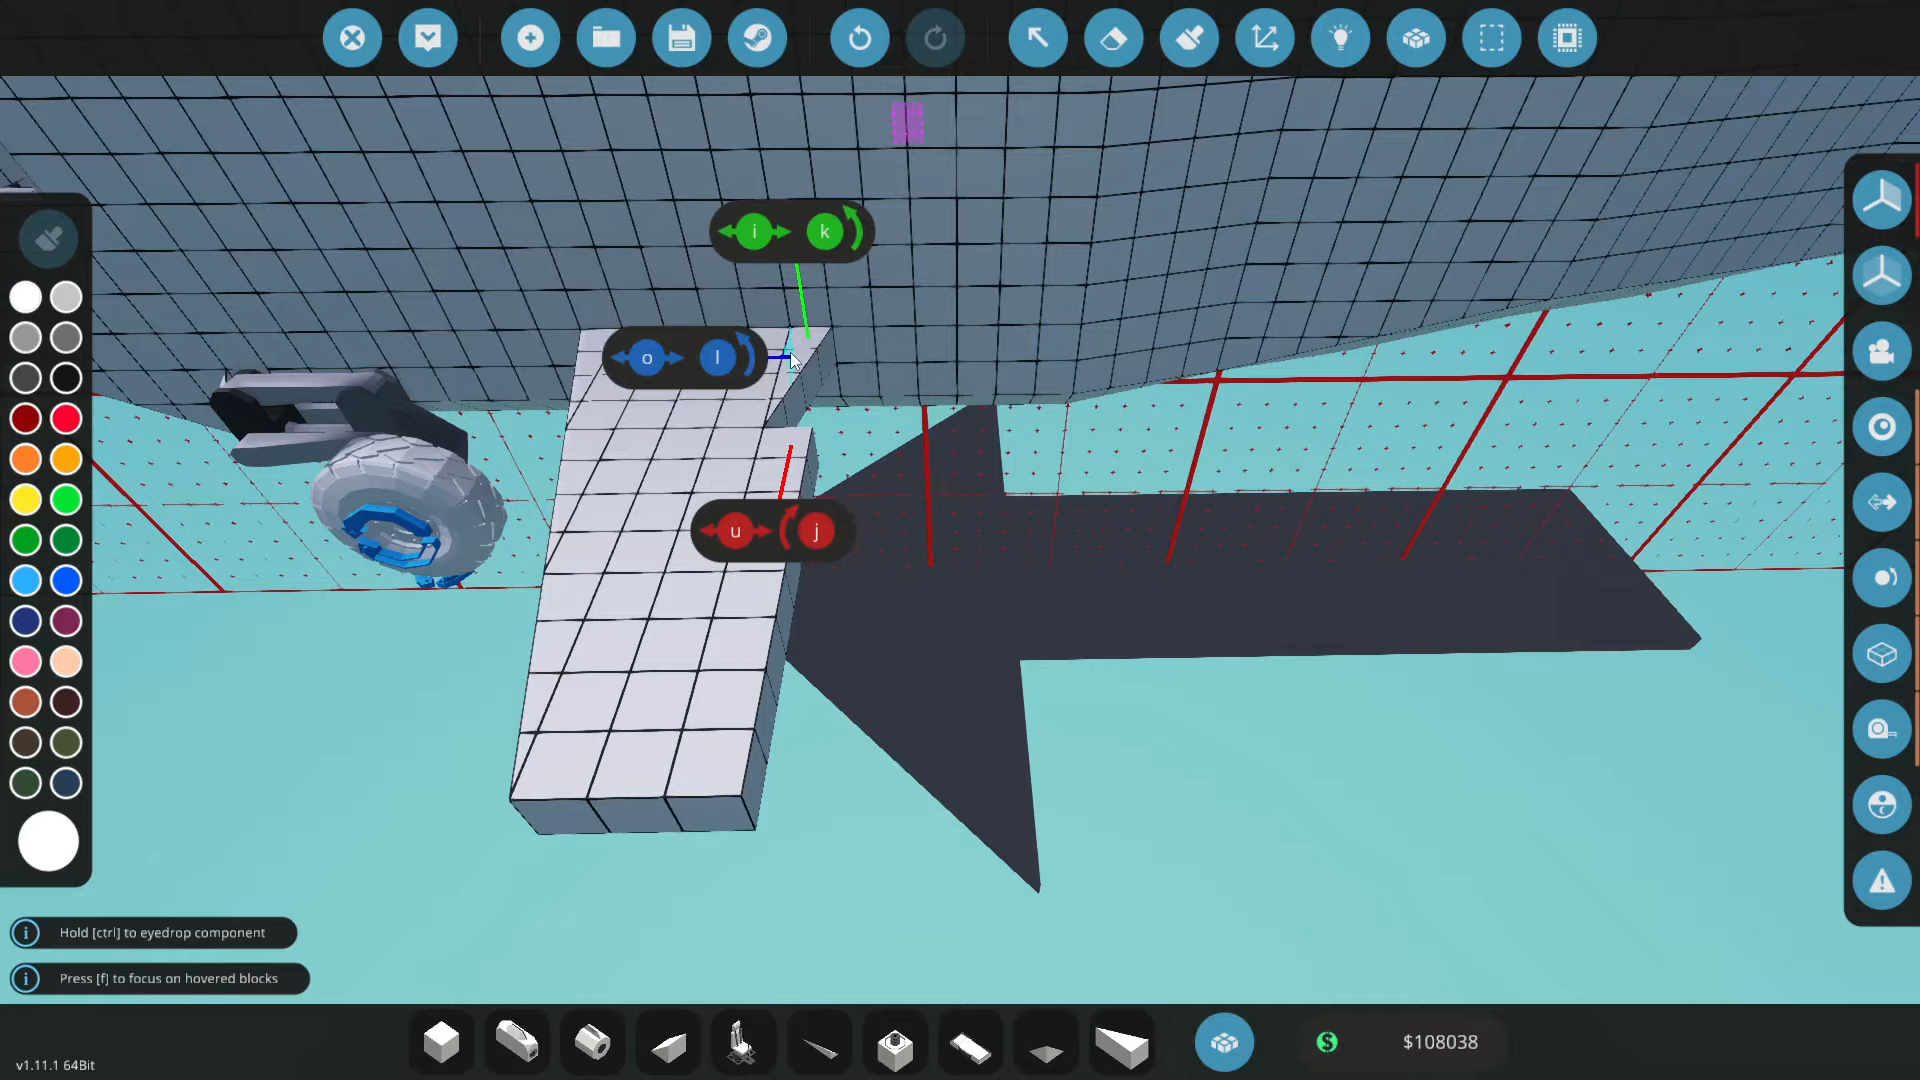 i k
o l
u j
Hold [ctrl] to eyedrop component
Press [f] to focus on hovered blocks
$ $108038
v1.11.1 64Bit